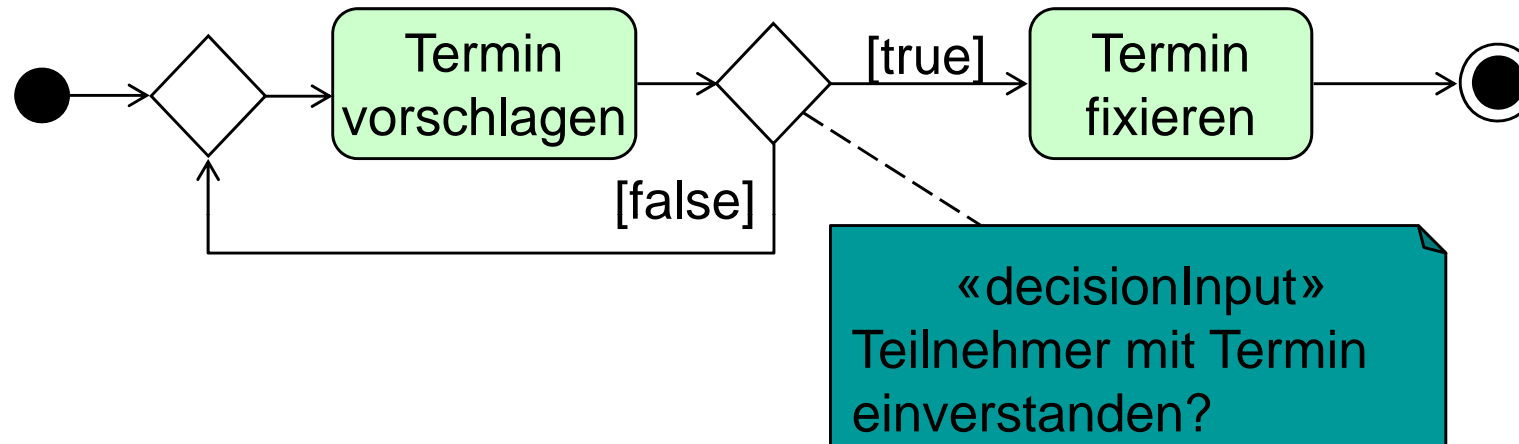 Termin
vorschlagen
[true]
Termin
fixieren
[false]
«decisionInput»
Teilnehmer mit Termin
einverstanden?